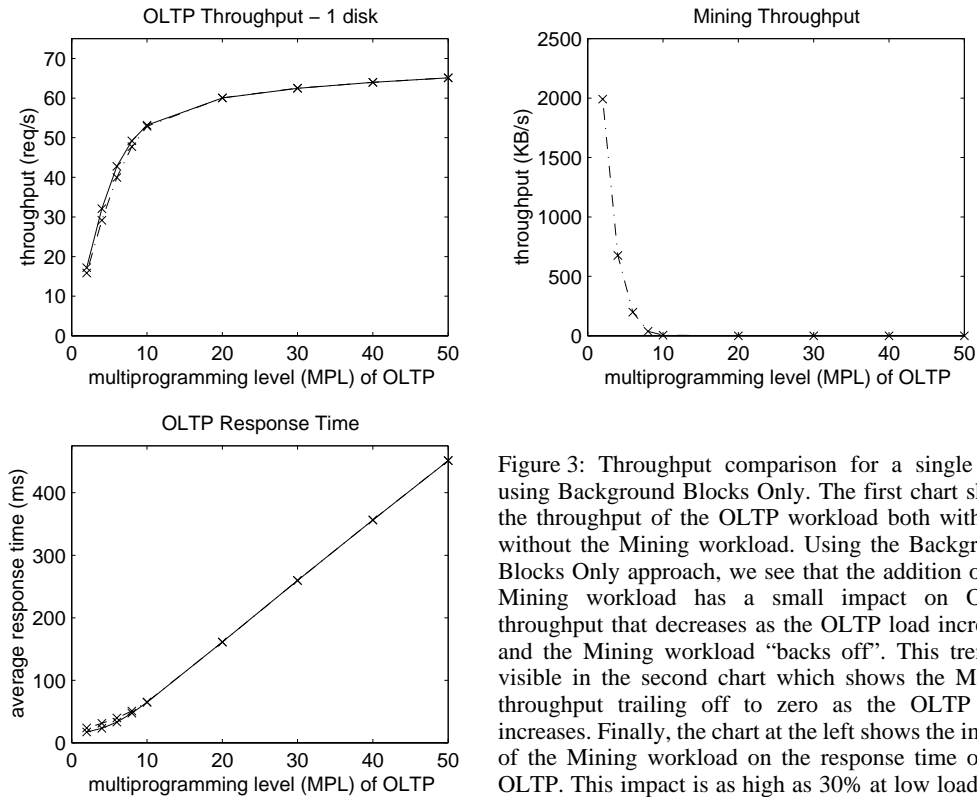 OLTP Throughput – 1 disk
throughput (req/s)
70
60
50
40
30
20
10
0
0 10 20 30 40 50
multiprogramming level (MPL) of OLTP
Mining Throughput
throughput (KB/s)
2500
2000
1500
1000
500
0
0 10 20 30 40 50
multiprogramming level (MPL) of OLTP
OLTP Response Time
average response time (ms)
400
300
200
100
0
0 10 20 30 40 50
multiprogramming level (MPL) of OLTP
Figure 3: Throughput comparison for a single
using Background Blocks Only. The first chart
the throughput of the OLTP workload both with
without the Mining workload. Using the
Blocks Only approach, we see that the addition
Mining workload has a small impact on
throughput that decreases as the OLTP load
and the Mining workload “backs off”. This
visible in the second chart which shows the
throughput trailing off to zero as the OLTP
increases. Finally, the chart at the left shows the
of the Mining workload on the response time
OLTP. This impact is as high as 30% at low